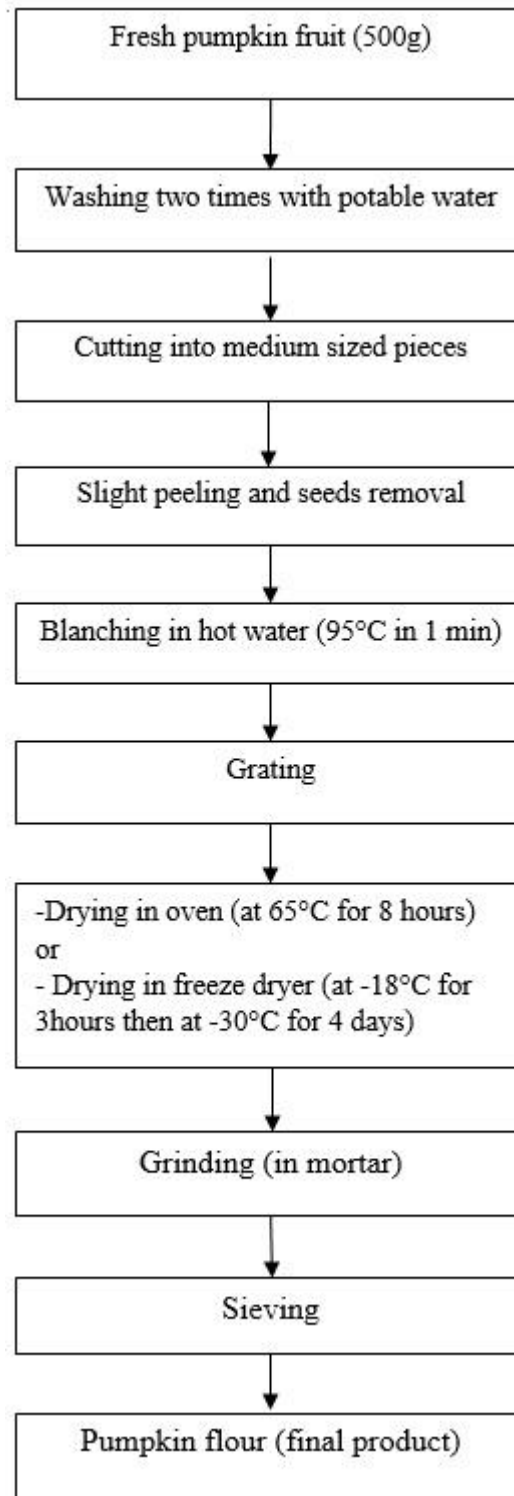 Fresh pumpkin fruit (500g)
Washing two times with potable water
Cutting into medium sized pieces
Slight peeling and seeds removal
Blanching in hot water (95°C in 1 min)
Grating
-Drying in oven (at 65°C for 8 hours)
or
- Drying in freeze dryer (at -18°C for
3hours then at -30°C for 4 days)
Grinding (in mortar)
Sieving
Pumpkin flour (final product)